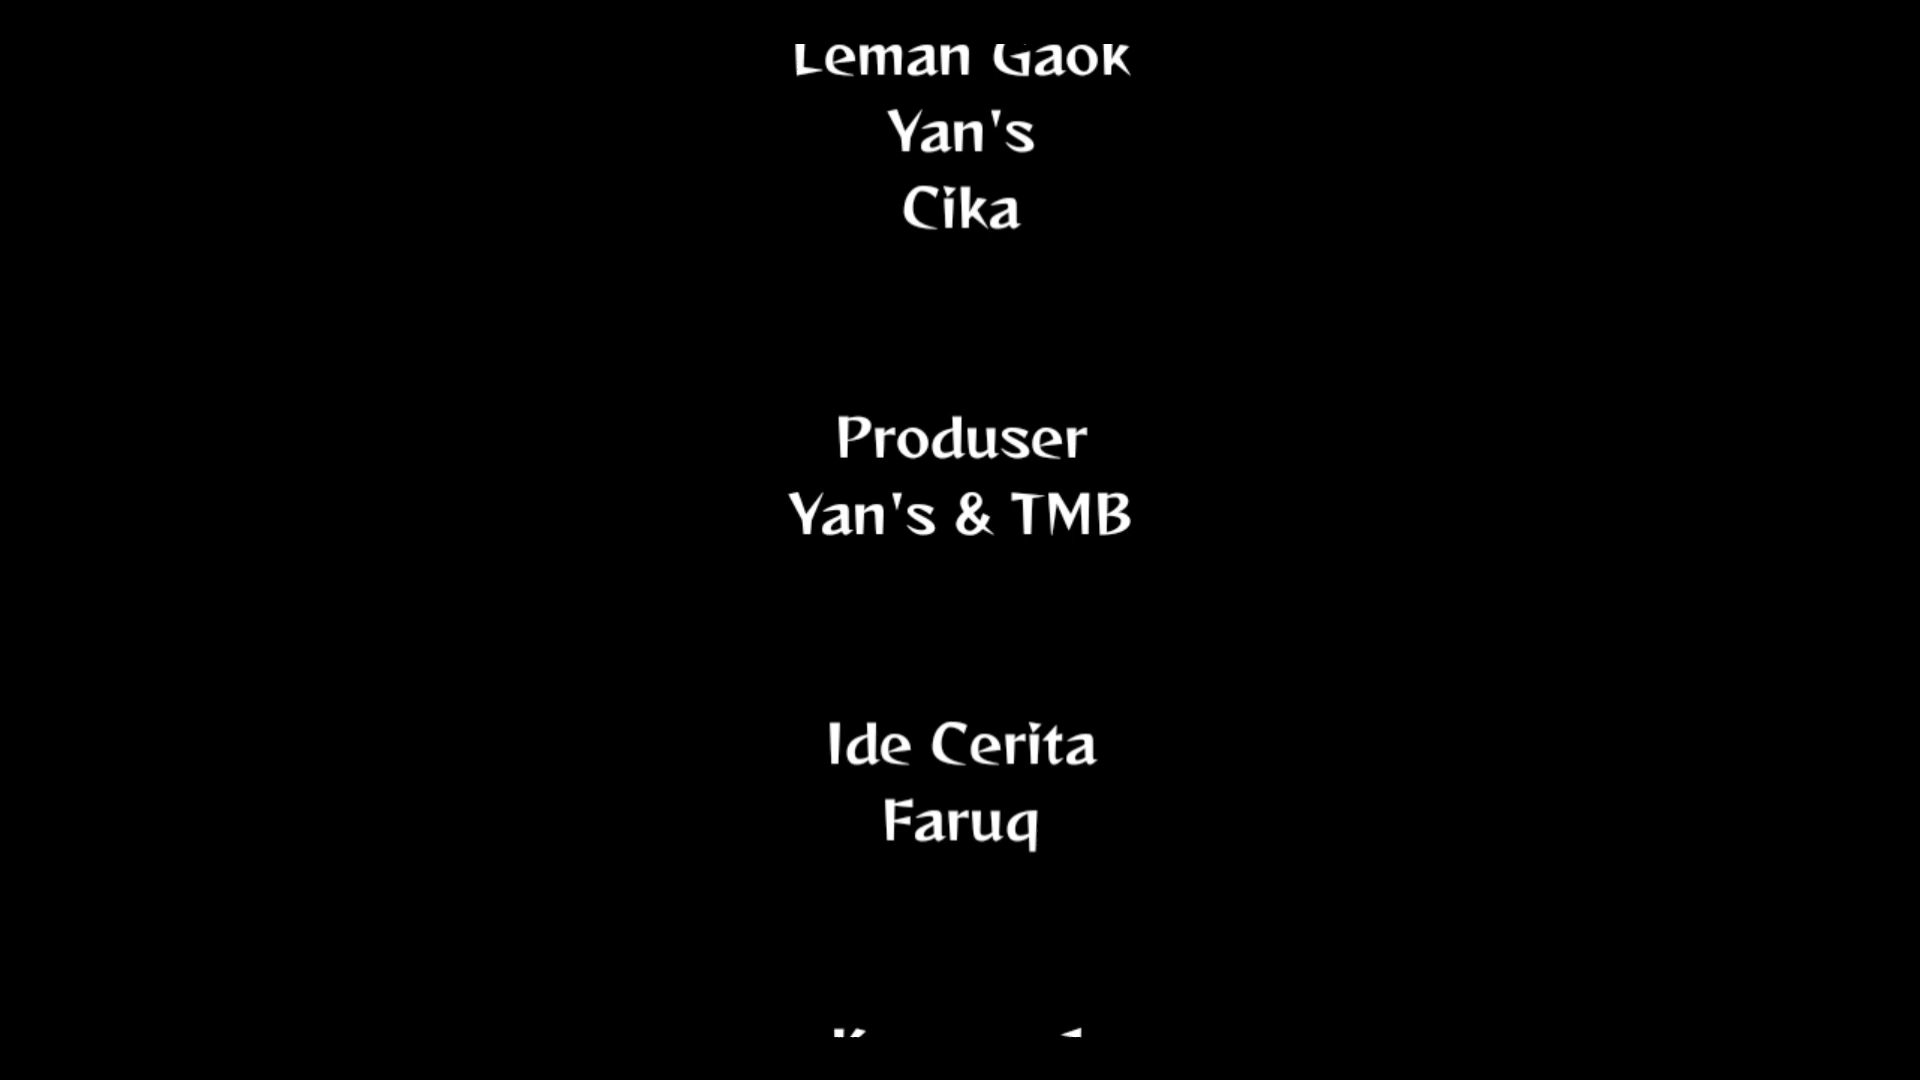 Leman Gaok
Yan's
Cika
Produser
Yan's & TMB
Ide Cerita
Faruq